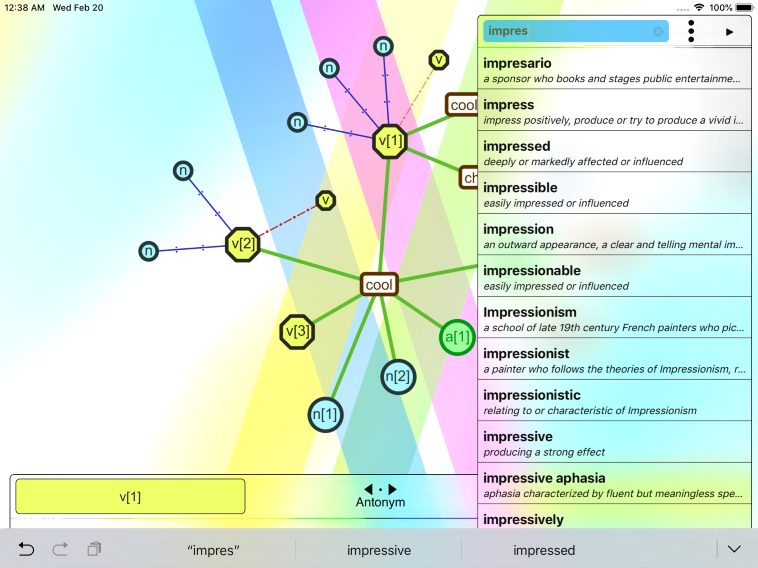 12:38 AM Wed Feb 20
100%
impres
impresario
a sponsor who books and stages public entertainme...
impress
impress positively, produce or try to produce a vivid i...
impressed
deeply or markedly affected or influenced
impressible
easily impressed or influenced
impression
an outward appearance, a clear and telling mental im...
impressionable
easily impressed or influenced
Impressionism
a school of late 19th century French painters who pic...
impressionist
a painter who follows the theories of Impressionism, r...
impressionistic
relating to or characteristic of Impressionism
impressive
producing a strong effect
impressive aphasia
aphasia characterized by fluent but meaningless spe...
impressively
n
n
v
n
cool
v[1]
ch
n
v
n
v[2]
cool
v[3]
a[1]
n[2]
n[1]
v[1]
Antonym
“impres”
impressive
impressed